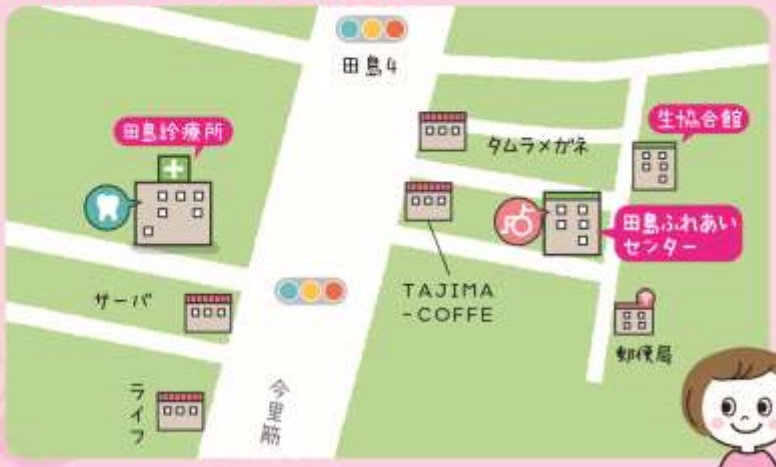 田島4
田島診療所
タムラメガネ
生協会館
田島ふれあい
センター
TAJIMA
-COFFE
サーバ
郵便局
ライフ
今里筋